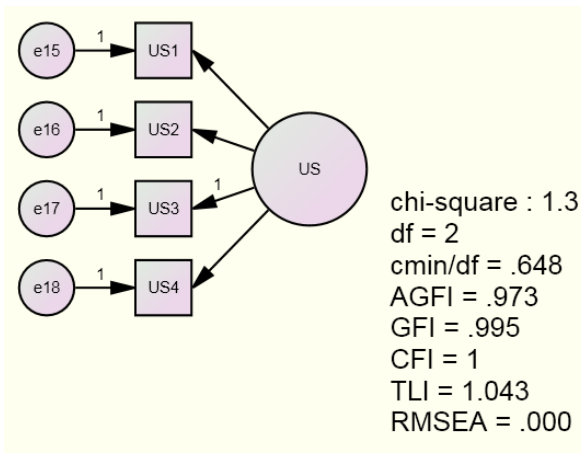 e15 1 US1
e16 1 US2
US
e17 1 US3 1
e18 1 US4
chi-square : 1.3
df = 2
cmin/df = .648
AGFI = .973
GFI = .995
CFI = 1
TLI = 1.043
RMSEA = .000